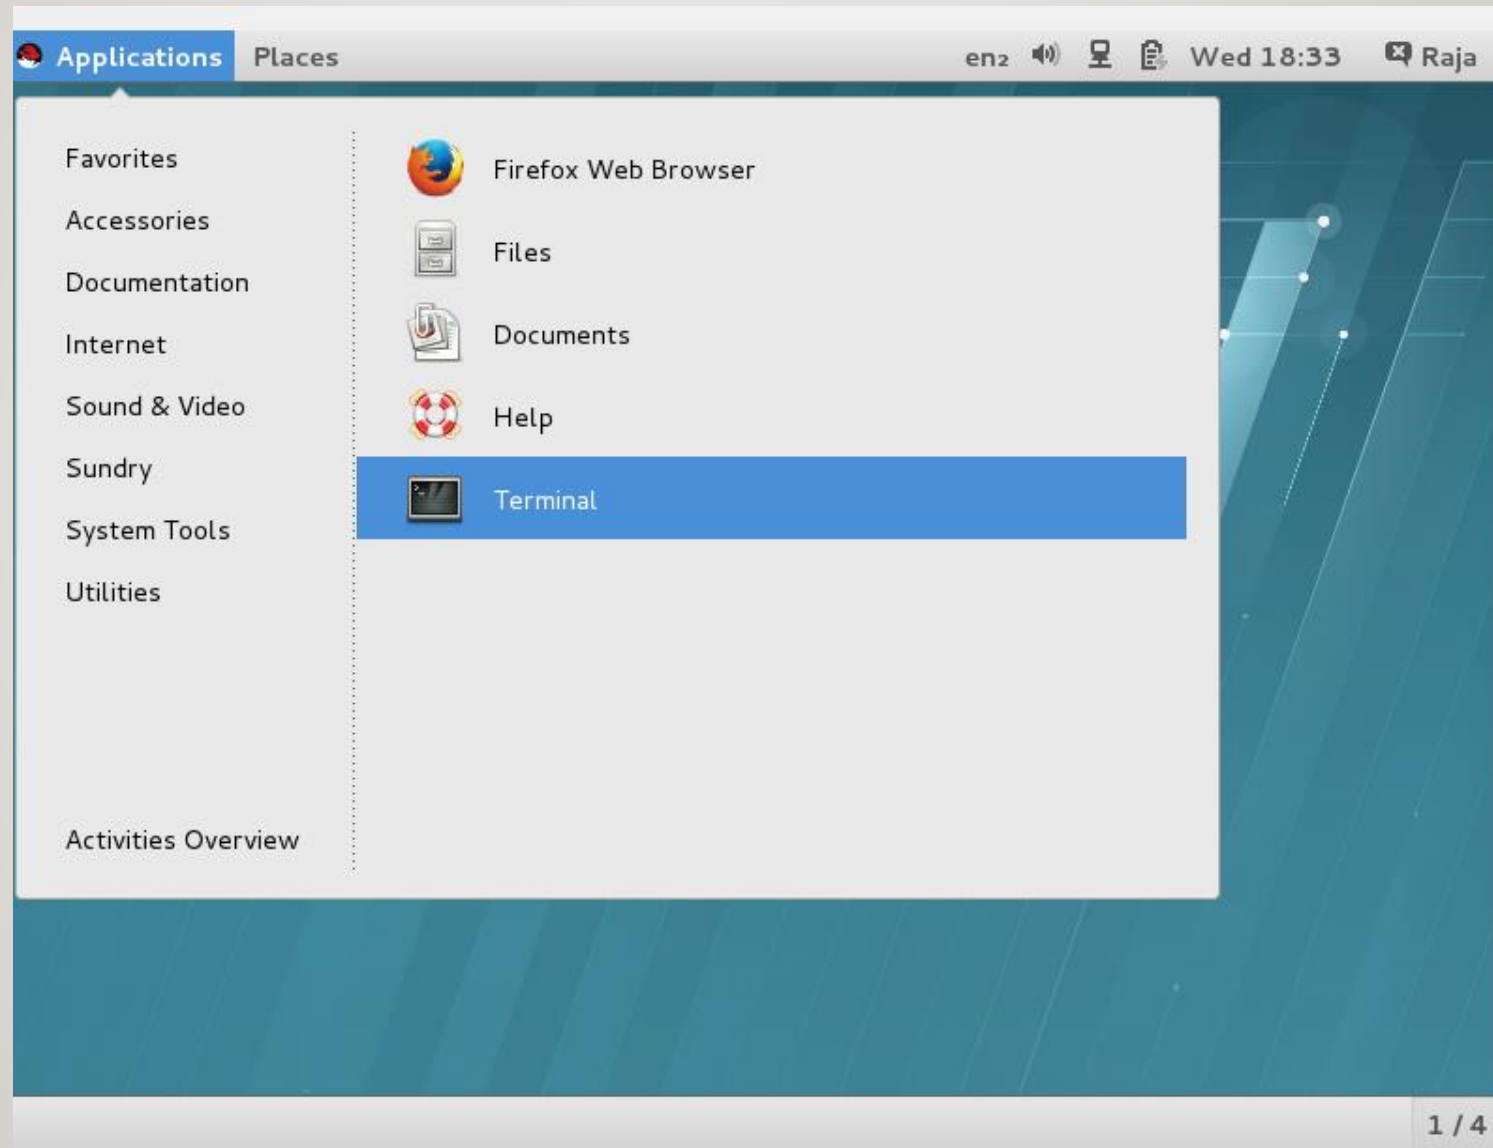 Applications Places en₂ Wed 18:33 Raja
Favorites
Accessories
Documentation
Internet
Sound & Video
Sundry
System Tools
Utilities
Activities Overview
Firefox Web Browser
Files
Documents
Help
Terminal
1 / 4